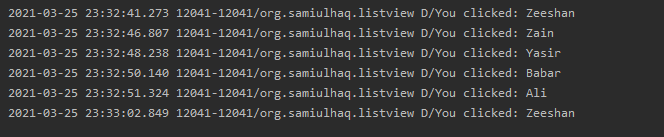 2021-03-25 23:32:41.273 12041-12041/org.samiulhaq.listview D/You clicked: Zeeshan
2021-03-25 23:32:46.807 12041-12041/org.samiulhaq.listview D/You clicked: Zain
2021-03-25 23:32:48.238 12041-12041/org.samiulhaq.listview D/You clicked: Yasir
2021-03-25 23:32:50.140 12041-12041/org.samiulhaq.listview D/You clicked: Babar
2021-03-25 23:32:51.324 12041-12041/org.samiulhaq.listview D/You clicked: Ali
2021-03-25 23:33:02.849 12041-12041/org.samiulhaq.listview D/You clicked: Zeeshan